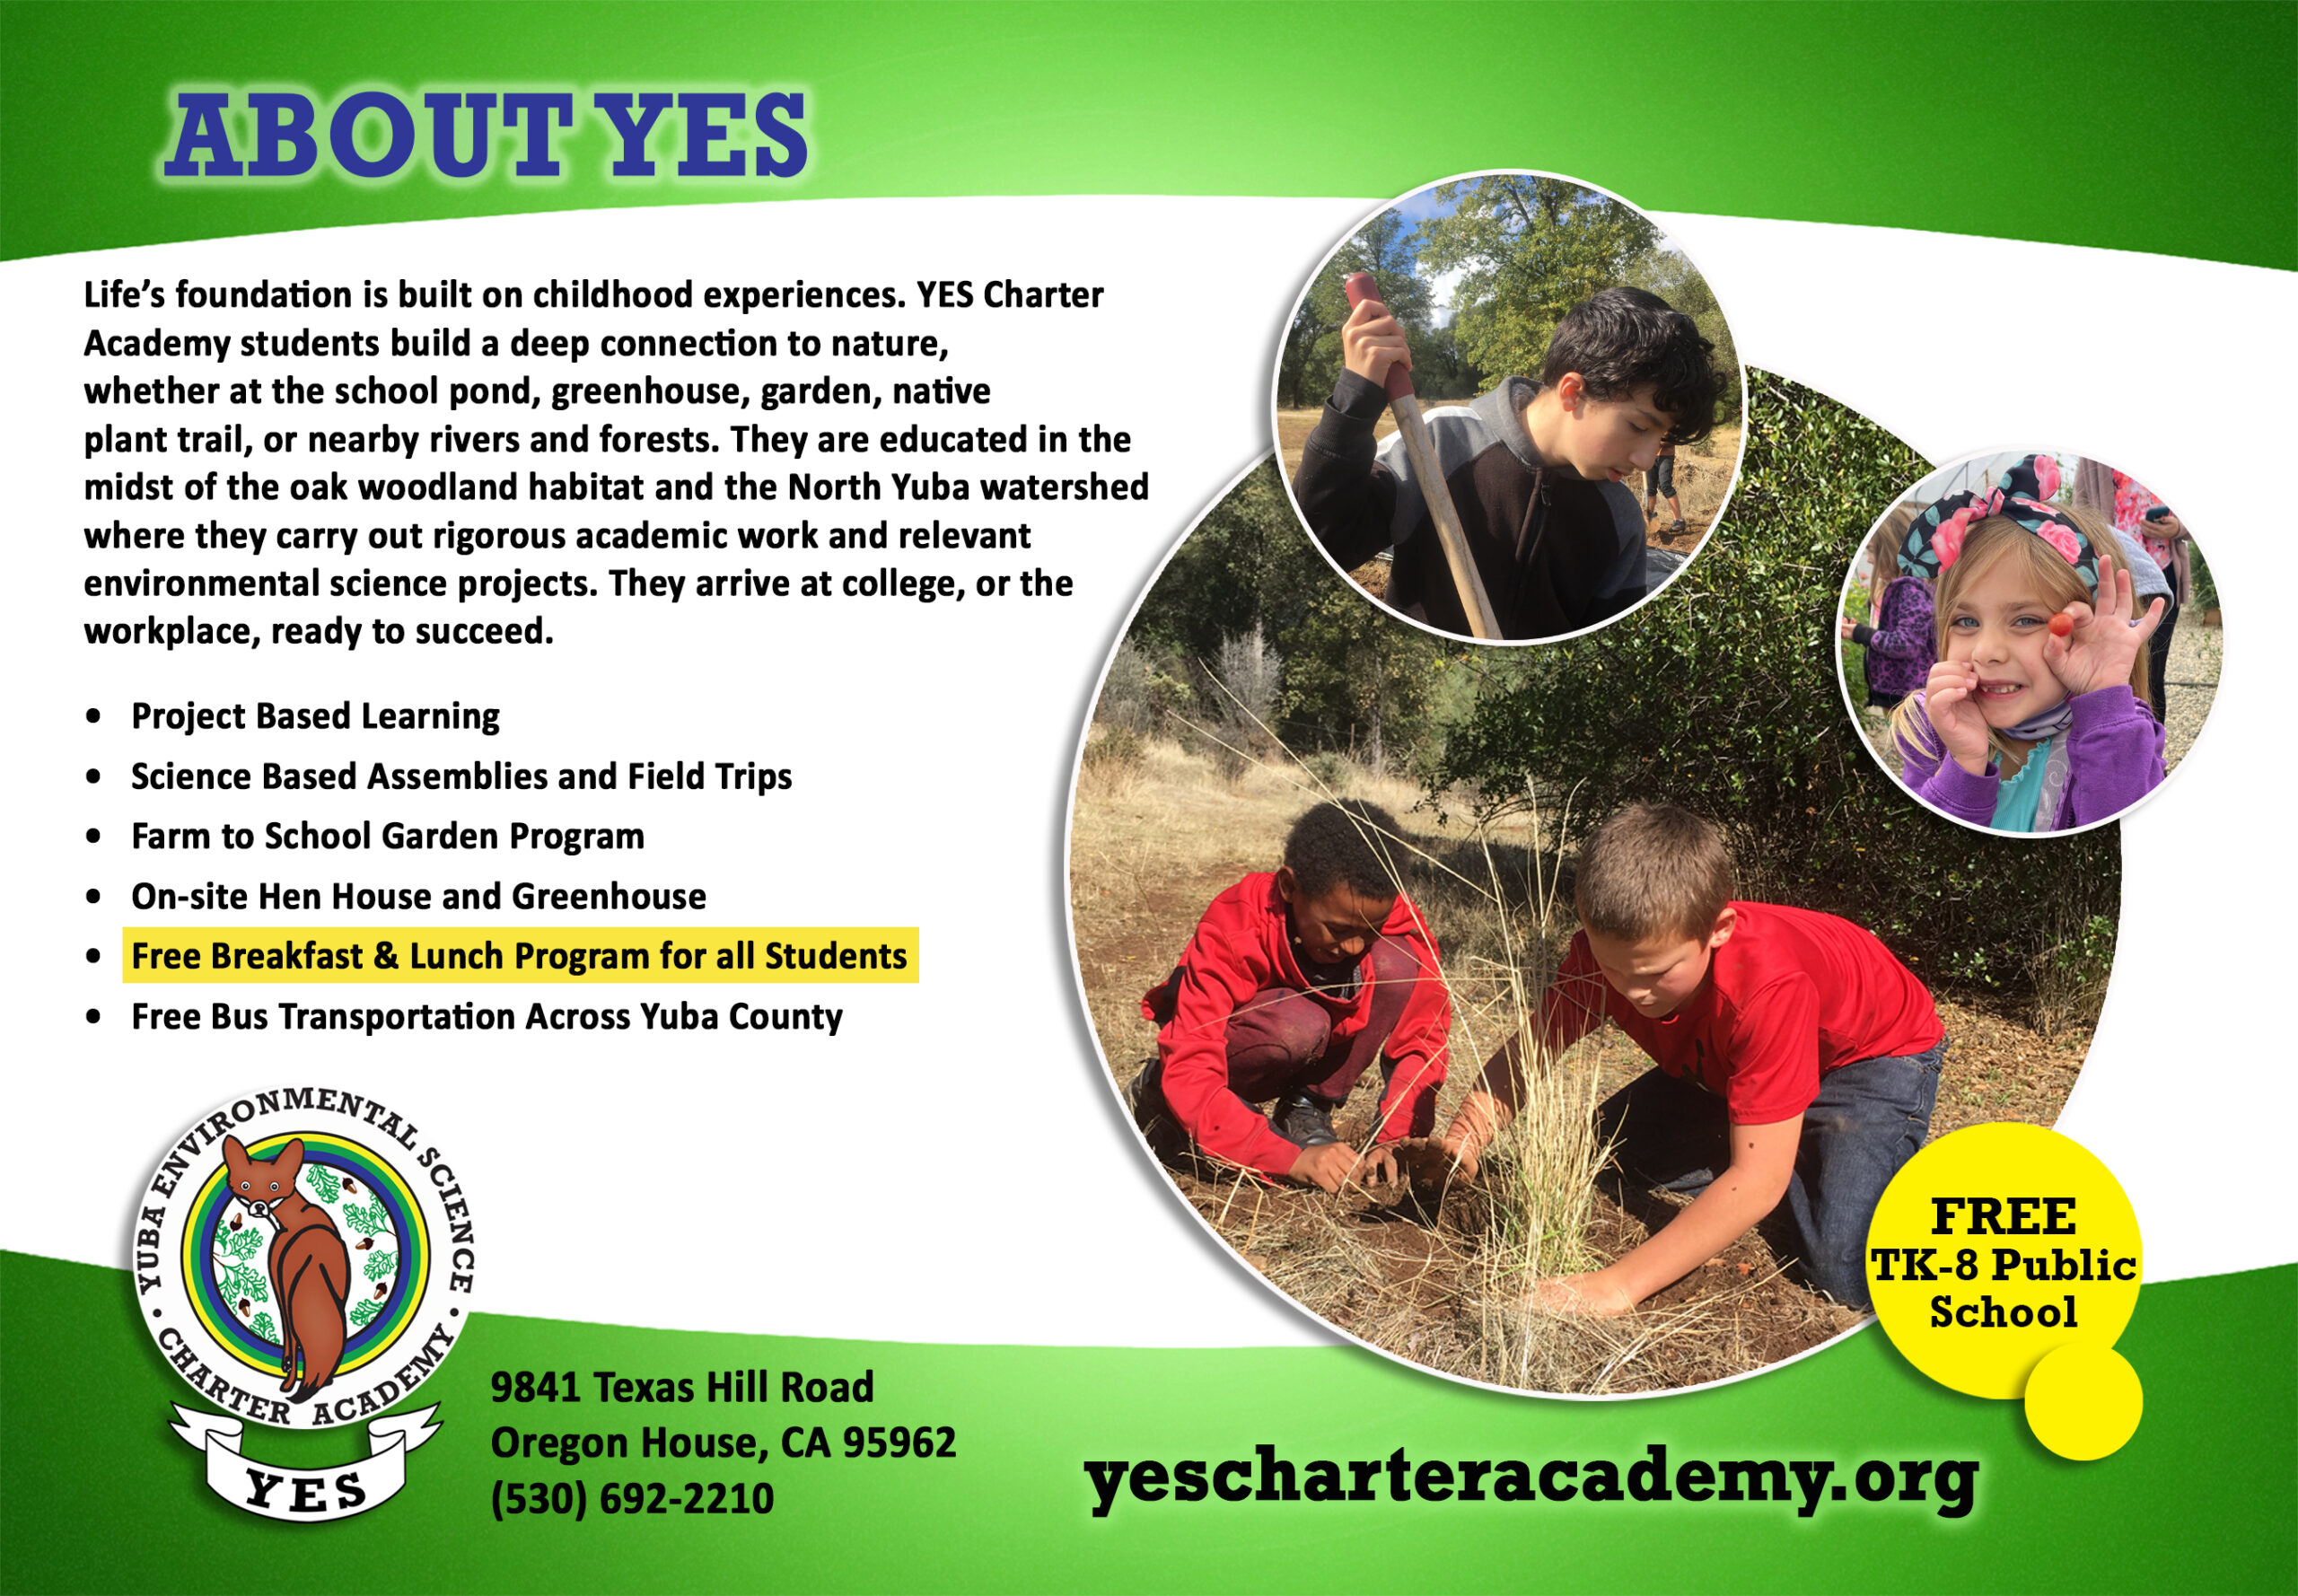 ABOUT YES
Life’s foundation is built on childhood experiences. YES Charter
Academy students build a deep connection to nature,
whether at the school pond, greenhouse, garden, native
plant trail, or nearby rivers and forests. They are educated in the
midst of the oak woodland habitat and the North Yuba watershed
where they carry out rigorous academic work and relevant
environmental science projects. They arrive at college, or the
workplace, ready to succeed.
• Project Based Learning
• Science Based Assemblies and Field Trips
• Farm to School Garden Program
• On-site Hen House and Greenhouse
• Free Breakfast & Lunch Program for all Students
• Free Bus Transportation Across Yuba County
• YUBA ENVIRONMENTAL SCIENCE •
CHARTER ACADEMY
YES
9841 Texas Hill Road
Oregon House, CA 95962
(530) 692-2210
FREE
TK-8 Public
School
yescharteracademy.org